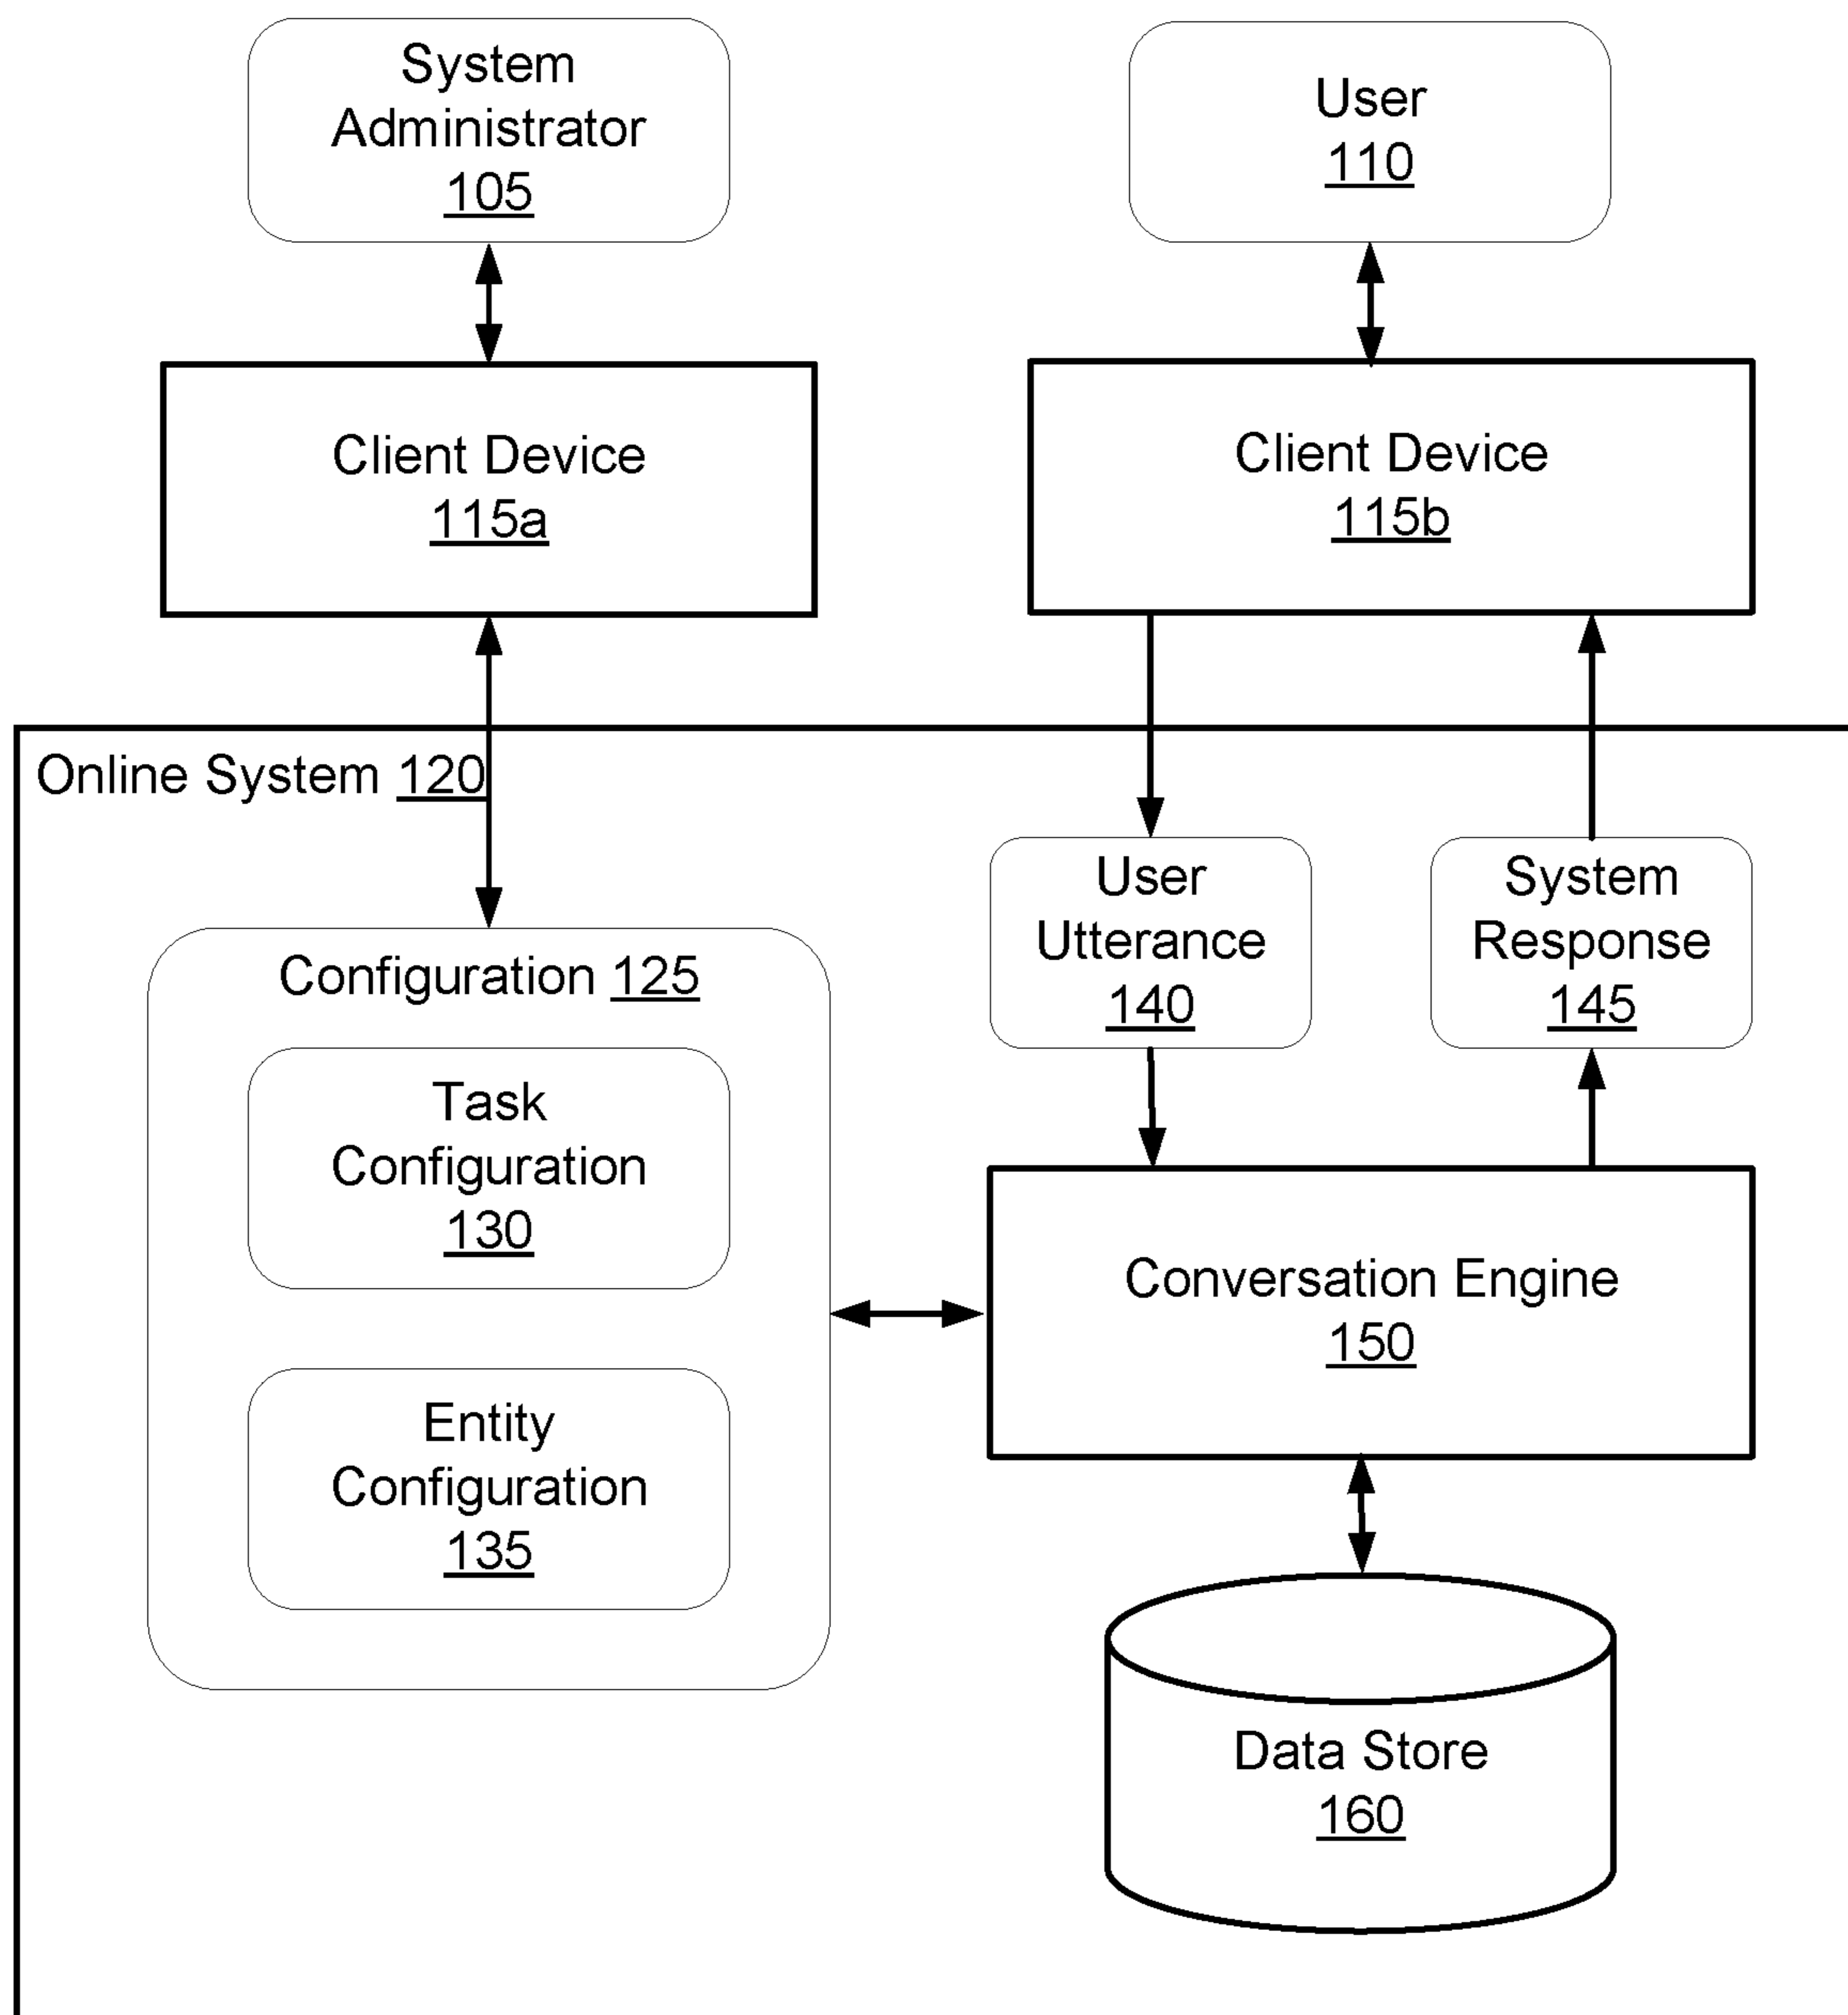 System
Administrator
105
User
110
Client Device
115a
Client Device
115b
Online System 120
User
Utterance
140
System
Response
145
Configuration 125
Task
Configuration
130
Entity
Configuration
135
Conversation Engine
150
Data Store
160